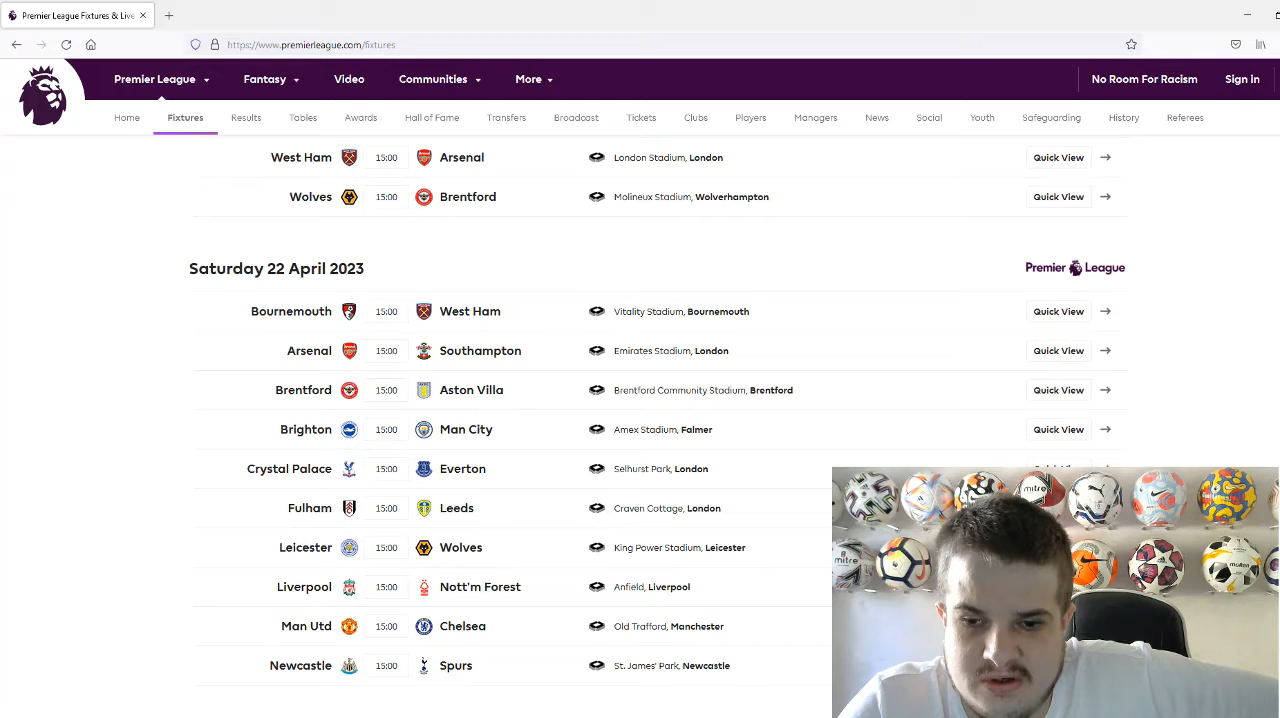 Premier League Fixtures & Live
https://www.premierleague.com/fixtures
Premier League Fantasy Video Communities More No Room For Racism Sign in
Home Fixtures Results Tables Awards Hall of Fame Transfers Broadcast Tickets Clubs Players Managers News Social Youth Safeguarding History Referees
West Ham 15:00 Arsenal London Stadium, London Quick View
Wolves 15:00 Brentford Molineux Stadium, Wolverhampton Quick View
Saturday 22 April 2023 Premier League
Bournemouth 15:00 West Ham Vitality Stadium, Bournemouth Quick View
Arsenal 15:00 Southampton Emirates Stadium, London Quick View
Brentford 15:00 Aston Villa Brentford Community Stadium, Brentford Quick View
Brighton 15:00 Man City Amex Stadium, Falmer Quick View
Crystal Palace 15:00 Everton Selhurst Park, London
Fulham 15:00 Leeds Craven Cottage, London
Leicester 15:00 Wolves King Power Stadium, Leicester
Liverpool 15:00 Nott'm Forest Anfield, Liverpool
Man Utd 15:00 Chelsea Old Trafford, Manchester
Newcastle 15:00 Spurs St. James' Park, Newcastle
mitre
mitre
molten